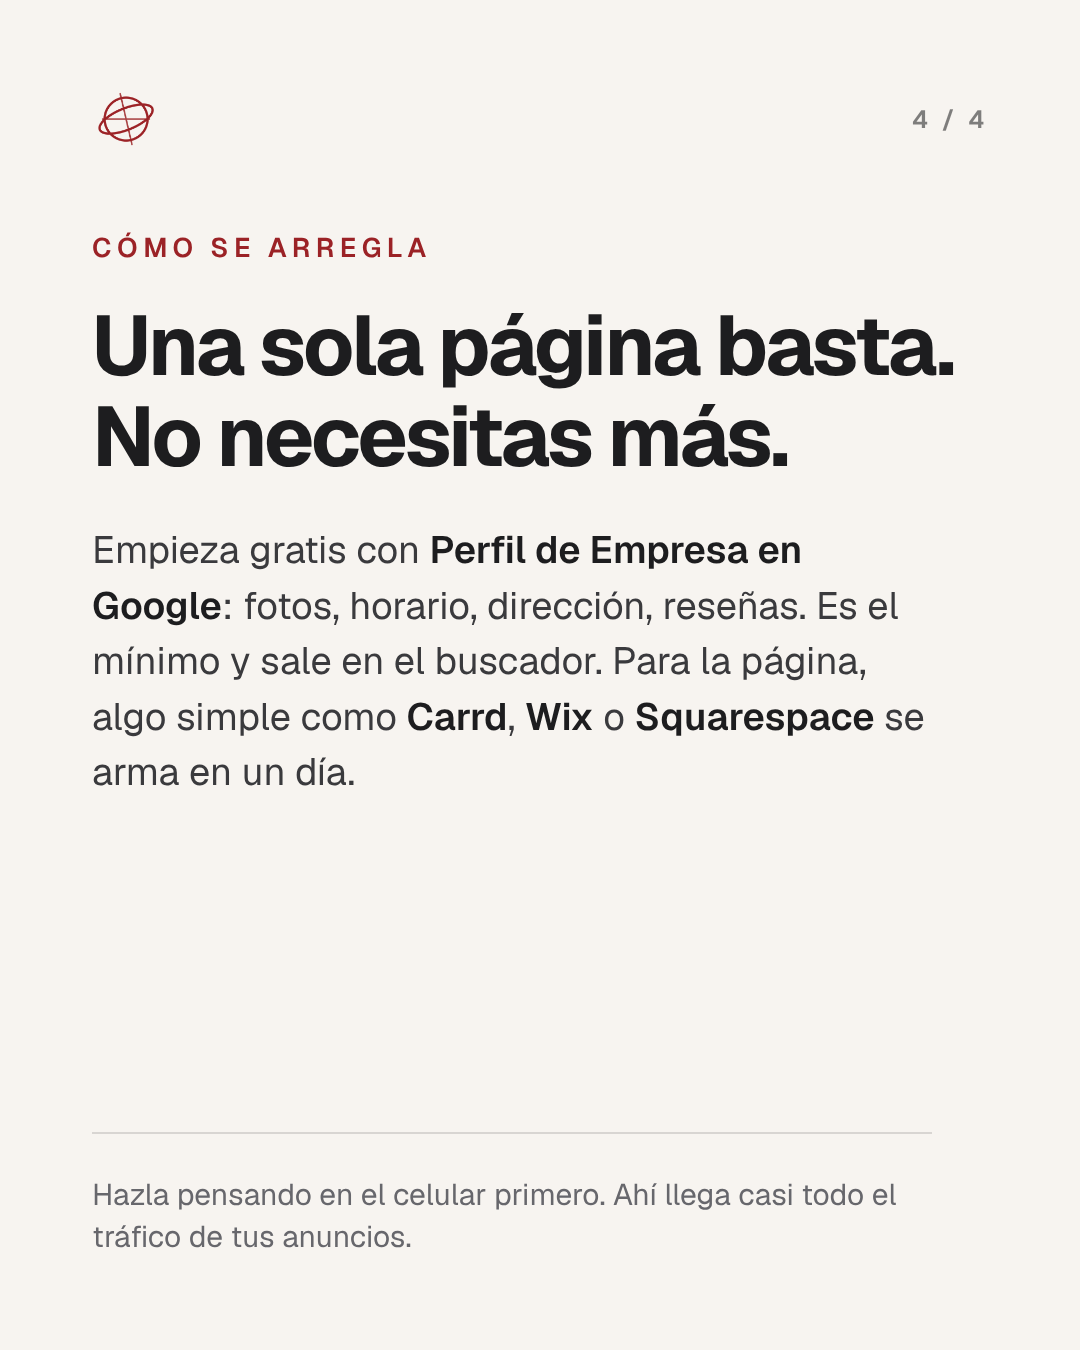 4 / 4
CÓMO SE ARREGLA
Una sola página basta.
No necesitas más.
Empieza gratis con Perfil de Empresa en
Google: fotos, horario, dirección, reseñas. Es el
mínimo y sale en el buscador. Para la página,
algo simple como Carrd, Wix o Squarespace se
arma en un día.
Hazla pensando en el celular primero. Ahí llega casi todo el
tráfico de tus anuncios.